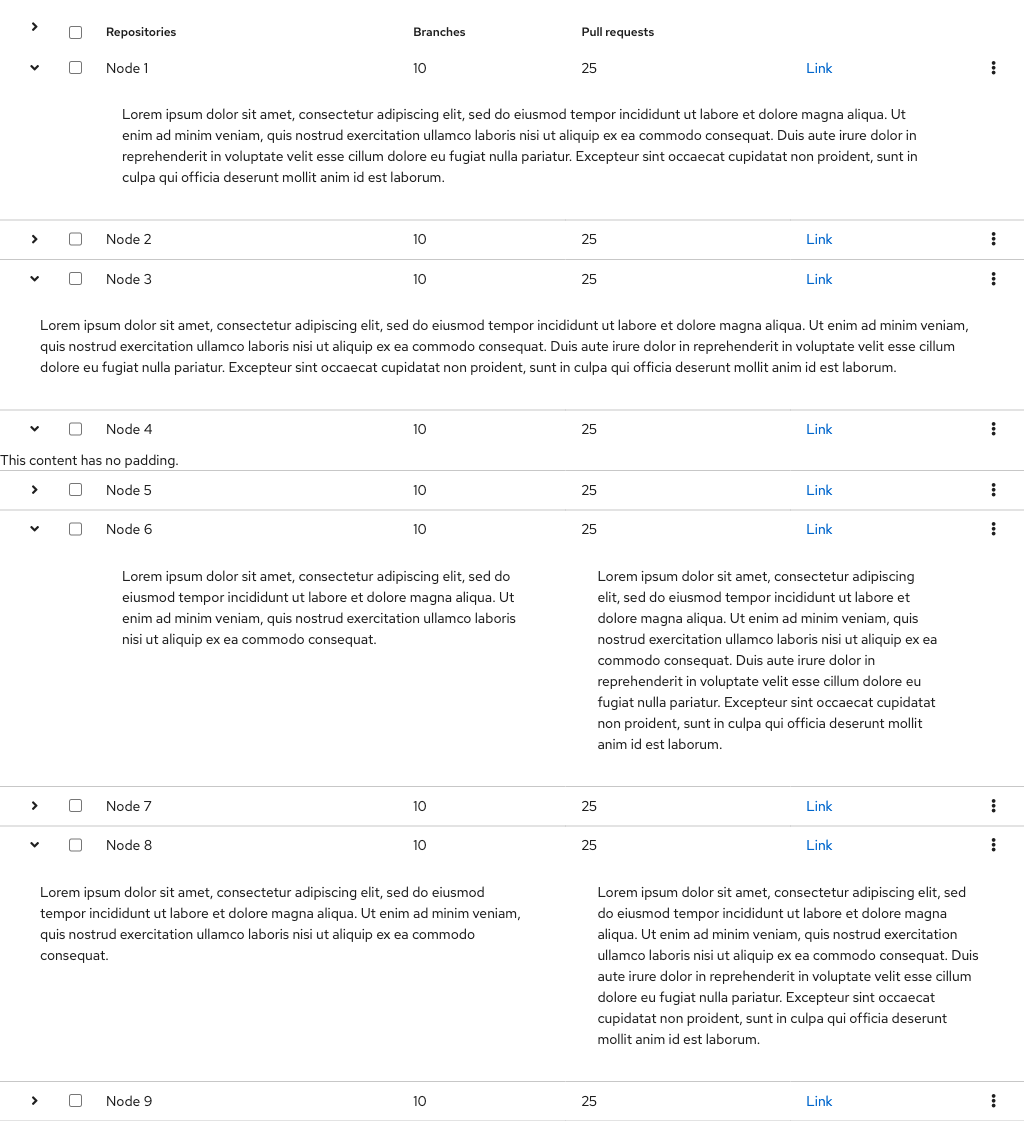 Repositories Branches Pull requests
Node 1 10 25 Link
Lorem ipsum dolor sit amet, consectetur adipiscing elit, sed do eiusmod tempor incididunt ut labore et dolore magna aliqua. Ut
enim ad minim veniam, quis nostrud exercitation ullamco laboris nisi ut aliquip ex ea commodo consequat. Duis aute irure dolor in
reprehenderit in voluptate velit esse cillum dolore eu fugiat nulla pariatur. Excepteur sint occaecat cupidatat non proident, sunt in
culpa qui officia deserunt mollit anim id est laborum.
Node 2 10 25 Link
Node 3 10 25 Link
Lorem ipsum dolor sit amet, consectetur adipiscing elit, sed do eiusmod tempor incididunt ut labore et dolore magna aliqua. Ut enim ad minim veniam,
quis nostrud exercitation ullamco laboris nisi ut aliquip ex ea commodo consequat. Duis aute irure dolor in reprehenderit in voluptate velit esse cillum
dolore eu fugiat nulla pariatur. Excepteur sint occaecat cupidatat non proident, sunt in culpa qui officia deserunt mollit anim id est laborum.
Node 4 10 25 Link
This content has no padding.
Node 5 10 25 Link
Node 6 10 25 Link
Lorem ipsum dolor sit amet, consectetur adipiscing elit, sed do
eiusmod tempor incididunt ut labore et dolore magna aliqua. Ut
enim ad minim veniam, quis nostrud exercitation ullamco laboris
nisi ut aliquip ex ea commodo consequat.
Lorem ipsum dolor sit amet, consectetur adipiscing
elit, sed do eiusmod tempor incididunt ut labore et
dolore magna aliqua. Ut enim ad minim veniam, quis
nostrud exercitation ullamco laboris nisi ut aliquip ex ea
commodo consequat. Duis aute irure dolor in
reprehenderit in voluptate velit esse cillum dolore eu
fugiat nulla pariatur. Excepteur sint occaecat cupidatat
non proident, sunt in culpa qui officia deserunt mollit
anim id est laborum.
Node 7 10 25 Link
Node 8 10 25 Link
Lorem ipsum dolor sit amet, consectetur adipiscing elit, sed do eiusmod
tempor incididunt ut labore et dolore magna aliqua. Ut enim ad minim veniam,
quis nostrud exercitation ullamco laboris nisi ut aliquip ex ea commodo
consequat.
Lorem ipsum dolor sit amet, consectetur adipiscing elit, sed
do eiusmod tempor incididunt ut labore et dolore magna
aliqua. Ut enim ad minim veniam, quis nostrud exercitation
ullamco laboris nisi ut aliquip ex ea commodo consequat. Duis
aute irure dolor in reprehenderit in voluptate velit esse cillum
dolore eu fugiat nulla pariatur. Excepteur sint occaecat
cupidatat non proident, sunt in culpa qui officia deserunt
mollit anim id est laborum.
Node 9 10 25 Link